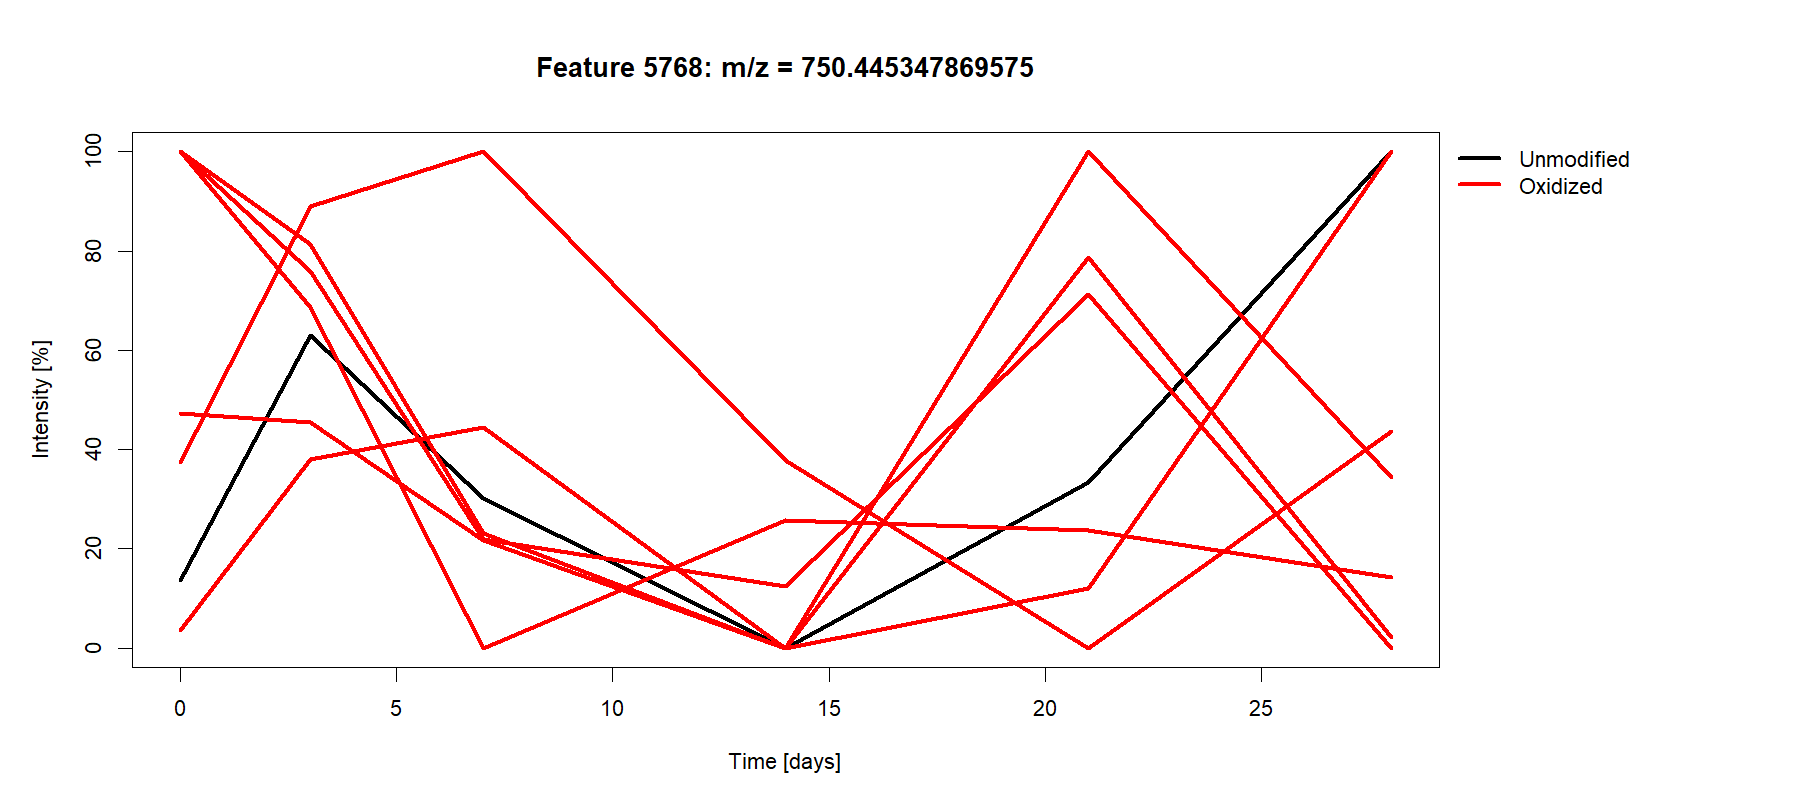 Feature 5768: m/z = 750.445347869575
Unmodified
Oxidized
Intensity [%]
100
80
60
40
20
0
0 5 10 15 20 25
Time [days]